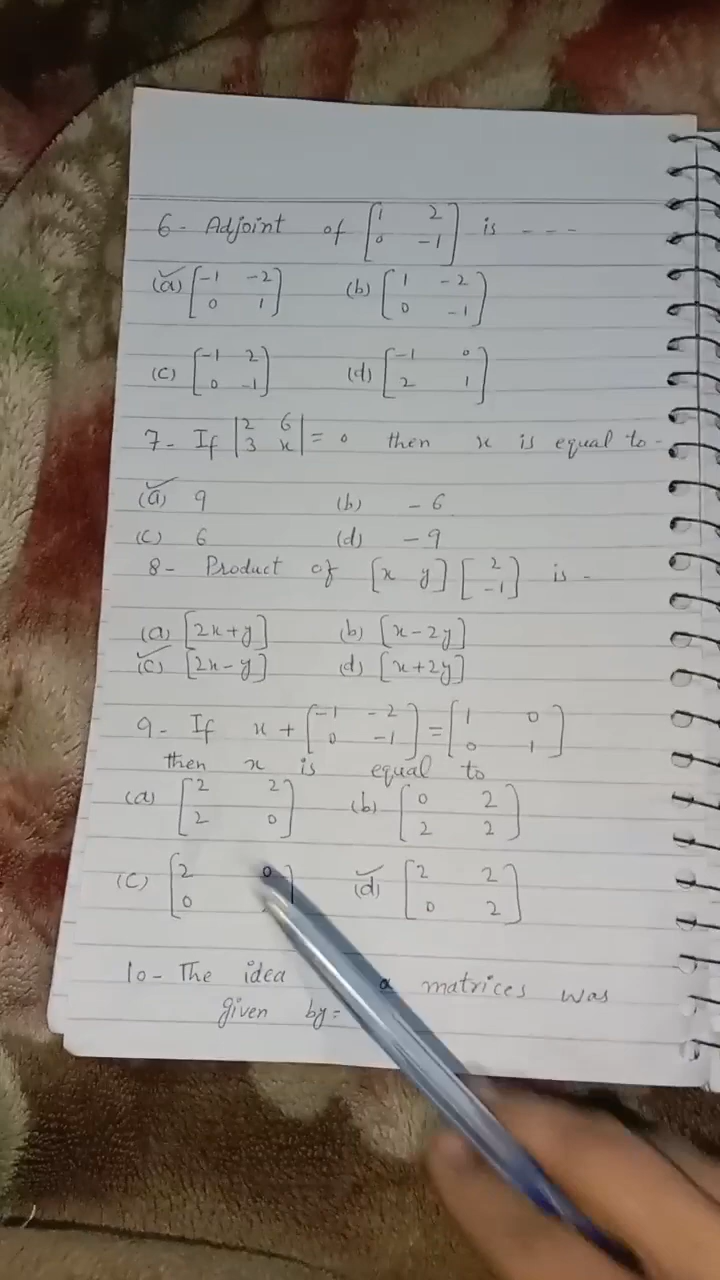 6- Adjoint of [1 2
0 -1] is - - -
(a) [-1 -2 (b) [1 -2
0 1] 0 -1]
(c) [-1 2 (d) [-1 0
0 -1] 2 1]
7- If |2 6
3 x| = 0 then x is equal to -
(a) 9 (b) -6
(c) 6 (d) -9
8- Product of [x y] [2
-1] is -
(a) [2x+y] (b) [x-2y]
(c) [2x-y] (d) [x+2y]
9- If x + [-1 -2 = [1 0
0 -1] 0 1]
then x is equal to
(a) [2 2 (b) [0 2
2 0] 2 2]
(c) [2 0 (d) [2 2
0 ] 0 2]
10- The idea a matrices was
given by=